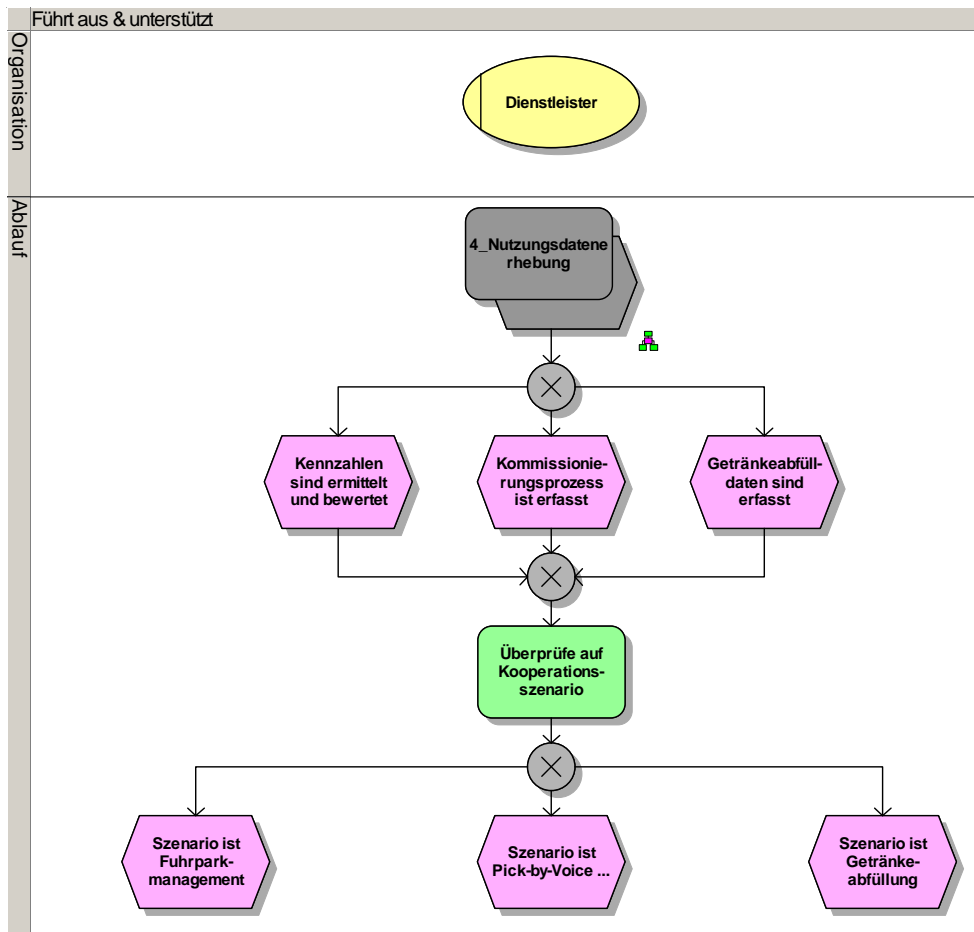 Führt aus & unterstützt
Organisation
Dienstleister
Ablauf
4_Nutzungsdatene
rhebung
Kennzahlen
sind ermittelt
und bewertet
Kommissionie-
rungsprozess
ist erfasst
Getränkeabfüll-
daten sind
erfasst
Überprüfe auf
Kooperations-
szenario
Szenario ist
Fuhrpark-
management
Szenario ist
Pick-by-Voice ...
Szenario ist
Getränke-
abfüllung